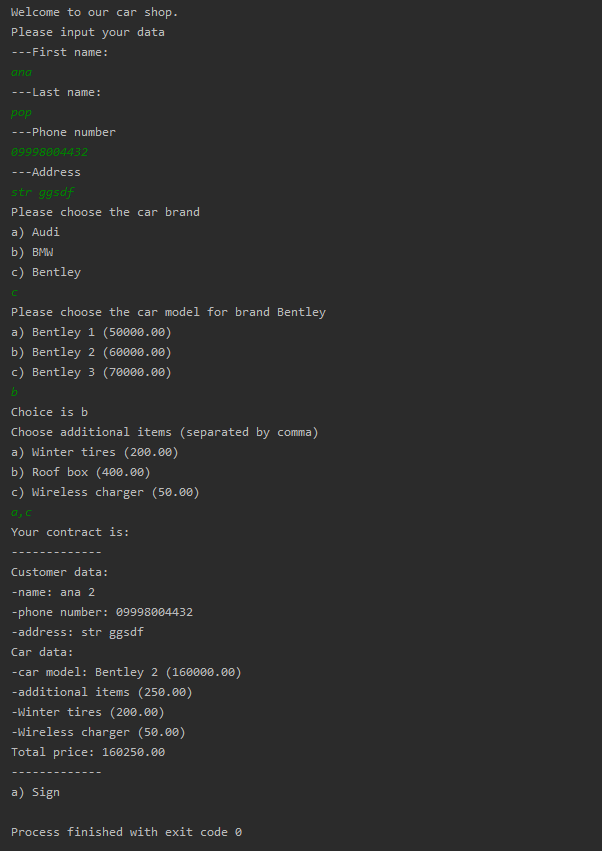 Welcome to our car shop.
Please input your data
---First name:
ana
---Last name:
pop
---Phone number
09998004432
---Address
str ggsdf
Please choose the car brand
a) Audi
b) BMW
c) Bentley
c
Please choose the car model for brand Bentley
a) Bentley 1 (50000.00)
b) Bentley 2 (60000.00)
c) Bentley 3 (70000.00)
b
Choice is b
Choose additional items (separated by comma)
a) Winter tires (200.00)
b) Roof box (400.00)
c) Wireless charger (50.00)
a,c
Your contract is:
-------------
Customer data:
-name: ana 2
-phone number: 09998004432
-address: str ggsdf
Car data:
-car model: Bentley 2 (160000.00)
-additional items (250.00)
-Winter tires (200.00)
-Wireless charger (50.00)
Total price: 160250.00
-------------
a) Sign
Process finished with exit code 0